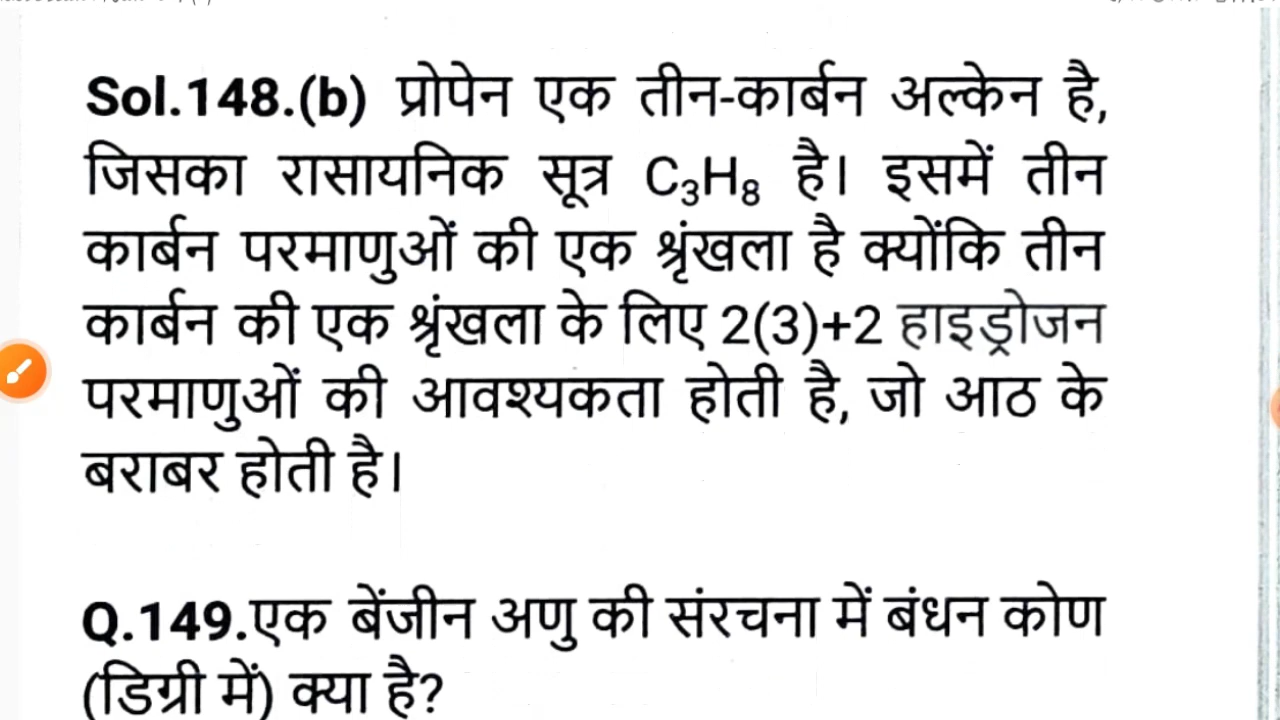 Sol.148.(b) प्रोपेन एक तीन-कार्बन अल्केन है,
जिसका रासायनिक सूत्र C₃H₈ है। इसमें तीन
कार्बन परमाणुओं की एक श्रृंखला है क्योंकि तीन
कार्बन की एक श्रृंखला के लिए 2(3)+2 हाइड्रोजन
परमाणुओं की आवश्यकता होती है, जो आठ के
बराबर होती है।
Q.149.एक बेंजीन अणु की संरचना में बंधन कोण
(डिग्री में) क्या है?